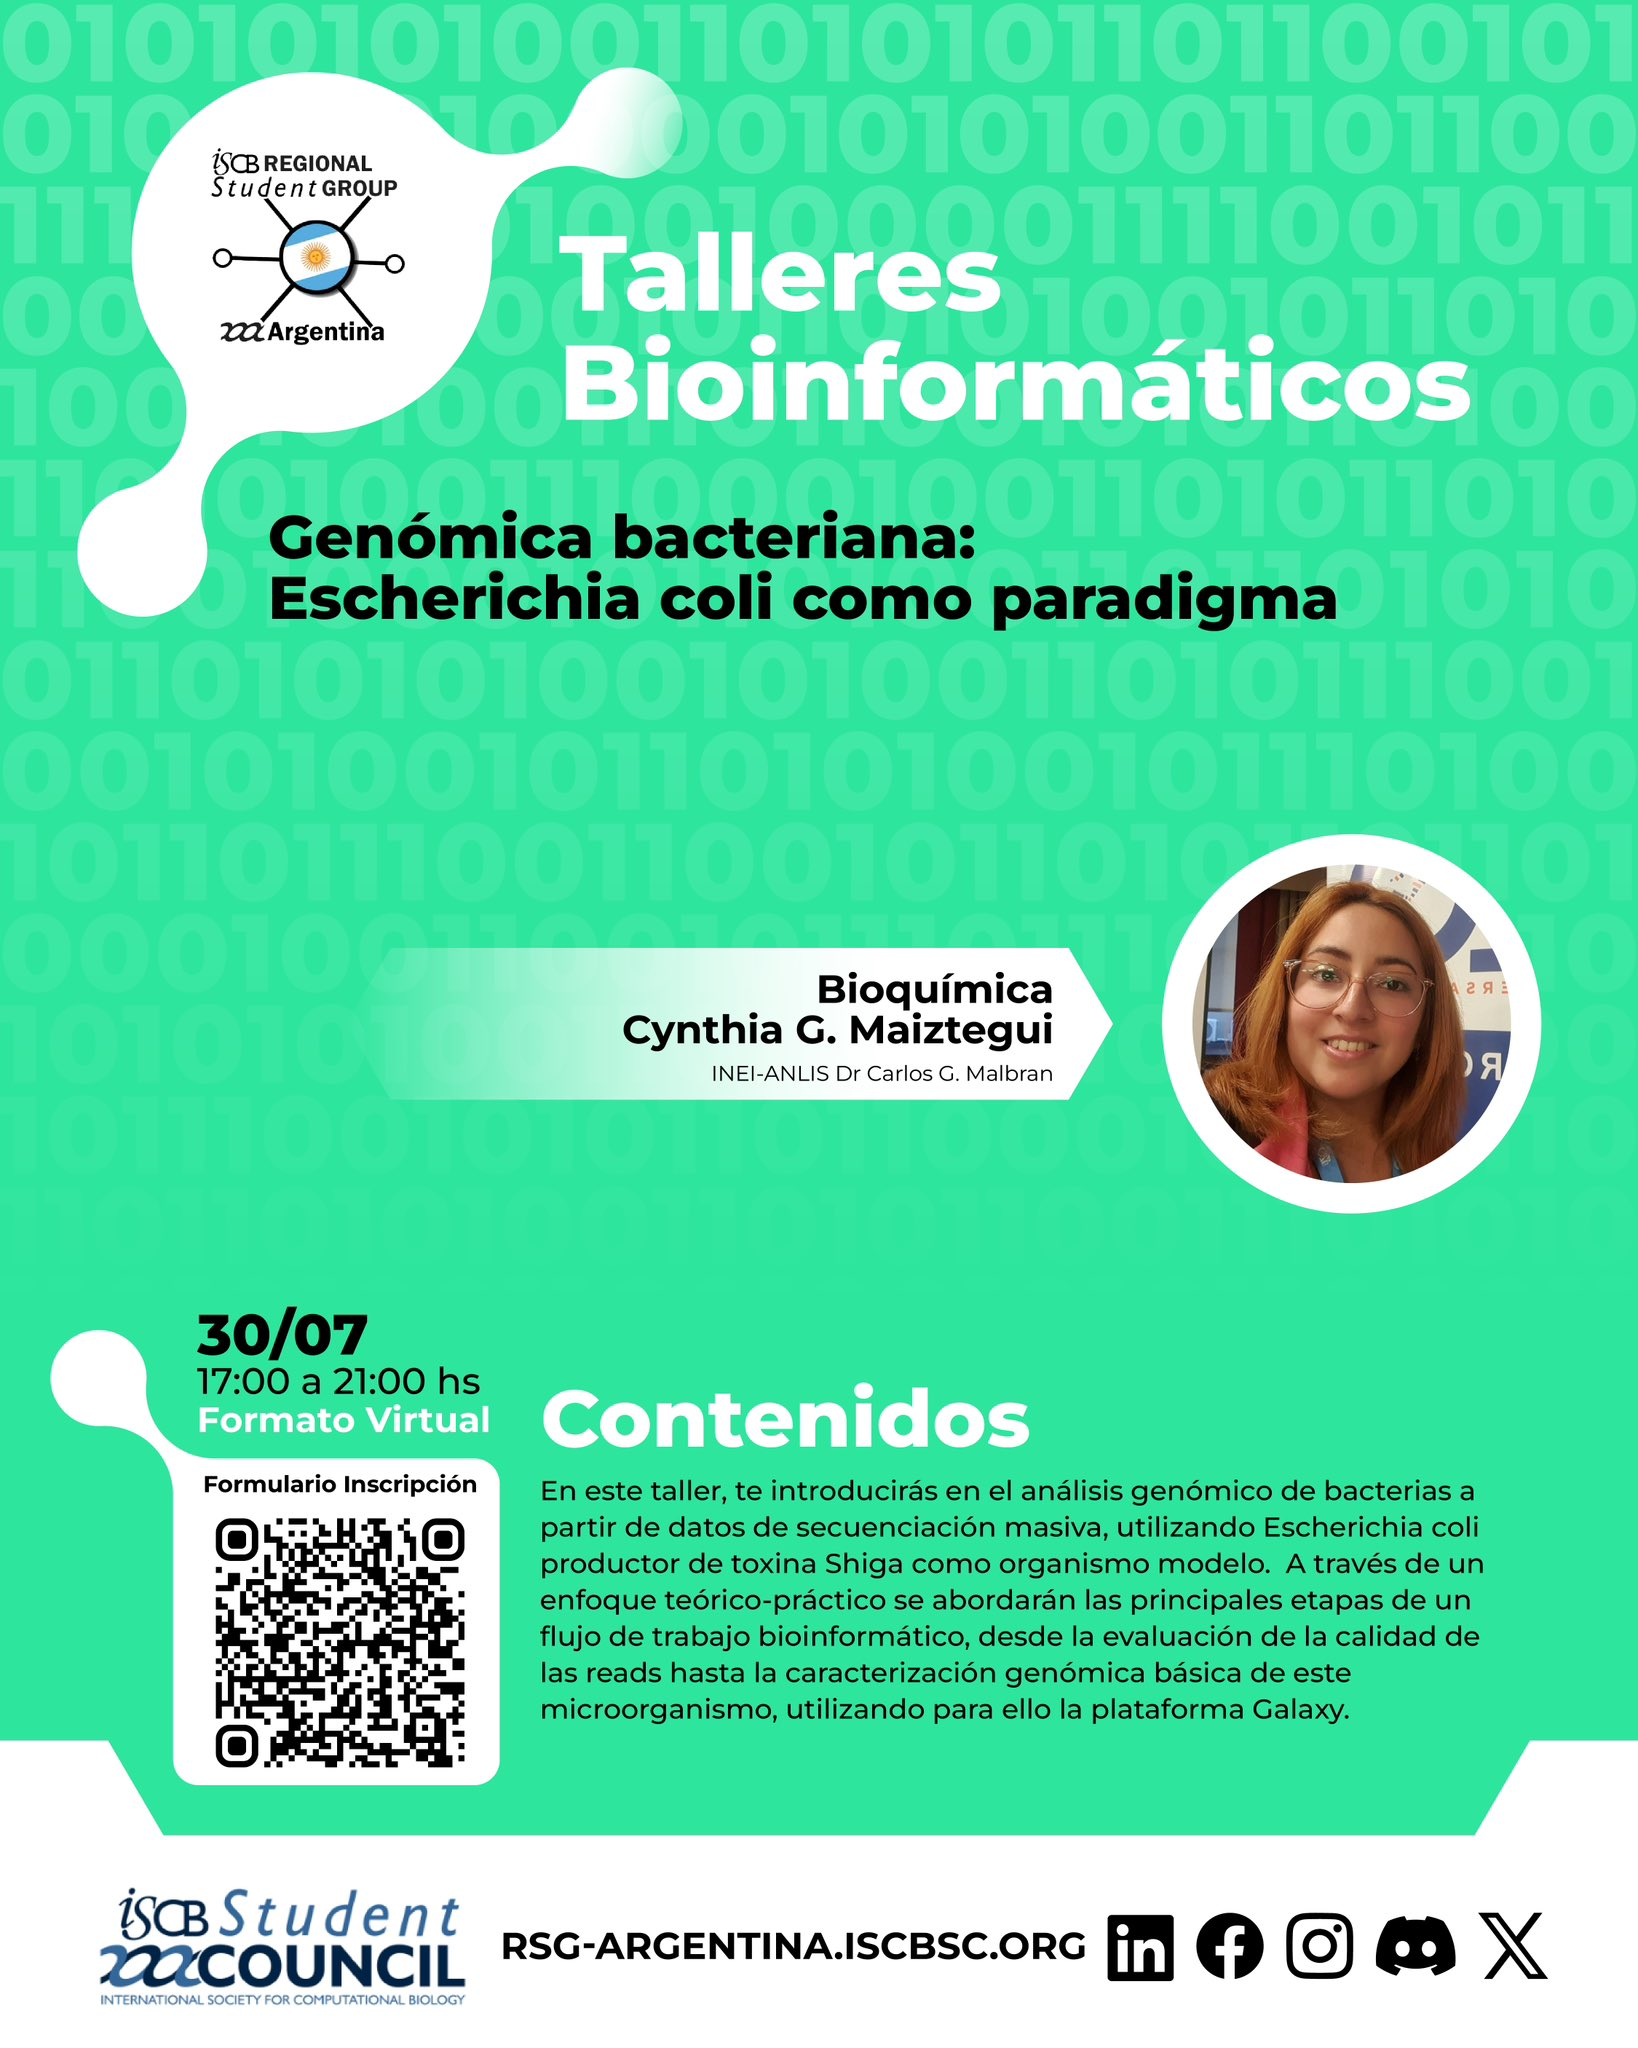 iSCB REGIONAL
Student GROUP
Argentina
Talleres
Bioinformáticos
Genómica bacteriana:
Escherichia coli como paradigma
Bioquímica
Cynthia G. Maiztegui
INEI-ANLIS Dr Carlos G. Malbran
30/07
17:00 a 21:00 hs
Formato Virtual
Formulario Inscripción
Contenidos
En este taller, te introducirás en el análisis genómico de bacterias a
partir de datos de secuenciación masiva, utilizando Escherichia coli
productor de toxina Shiga como organismo modelo.  A través de un
enfoque teórico-práctico se abordarán las principales etapas de un
flujo de trabajo bioinformático, desde la evaluación de la calidad de
las reads hasta la caracterización genómica básica de este
microorganismo, utilizando para ello la plataforma Galaxy.
iSCB Student
COUNCIL
INTERNATIONAL SOCIETY FOR COMPUTATIONAL BIOLOGY
RSG-ARGENTINA.ISCBSC.ORG